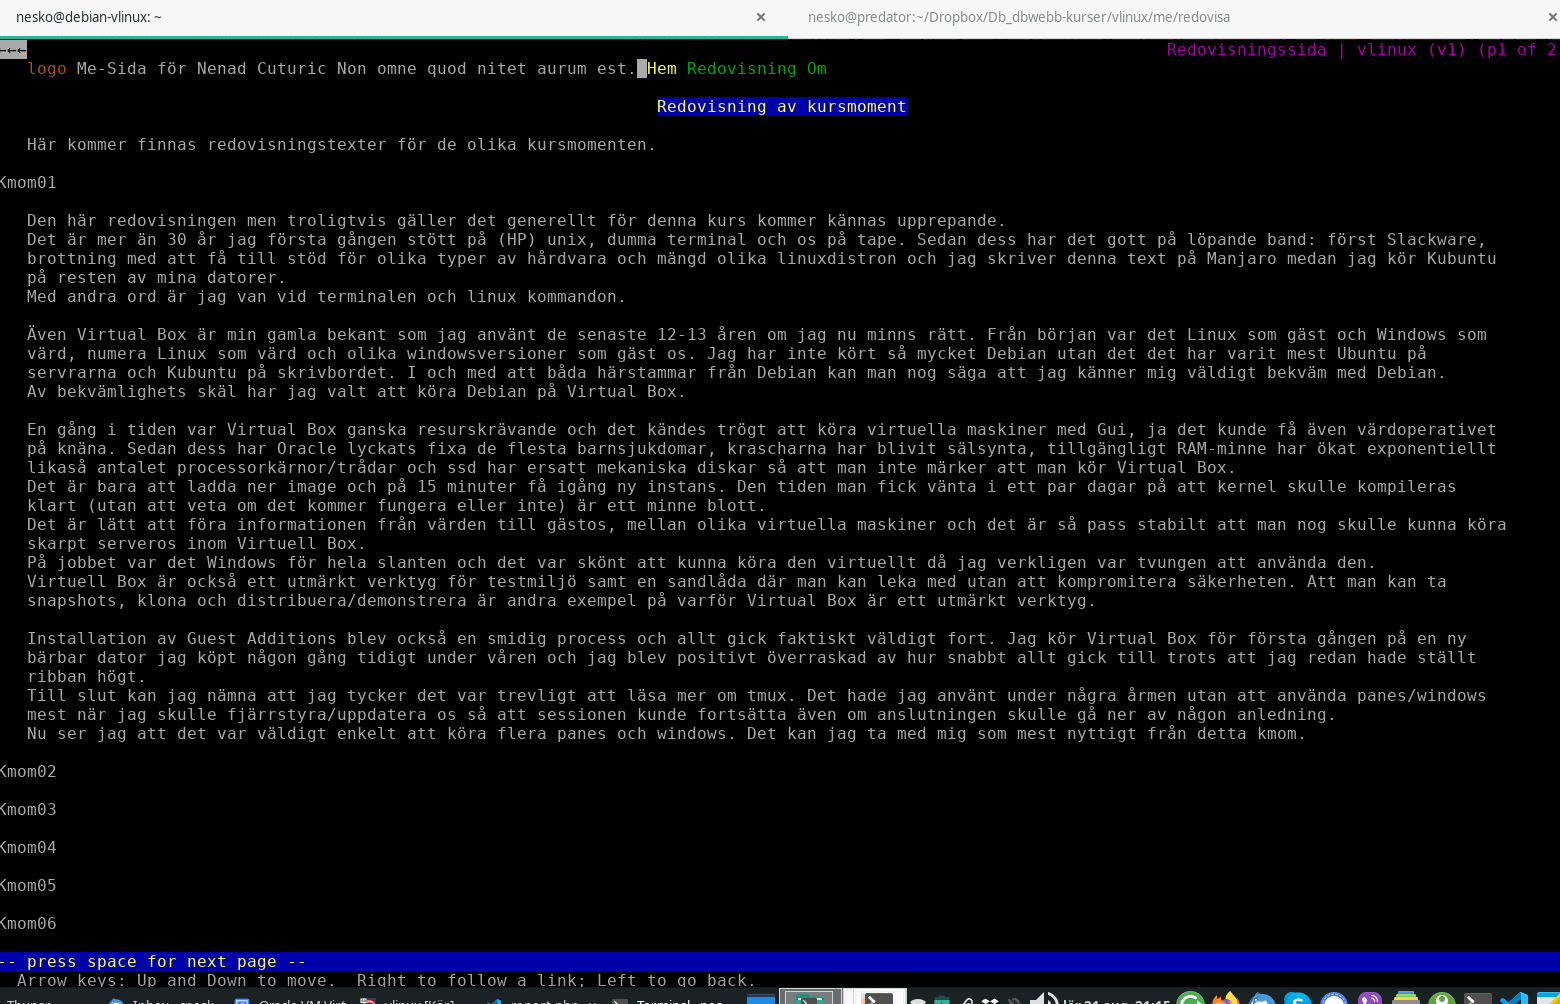 nesko@debian-vlinux: ~ × nesko@predator:~/Dropbox/Db_dbwebb-kurser/vlinux/me/redovisa ×
←←← Redovisningssida | vlinux (v1) (p1 of 2
logo Me-Sida för Nenad Cuturic Non omne quod nitet aurum est. Hem Redovisning Om
Redovisning av kursmoment
Här kommer finnas redovisningstexter för de olika kursmomenten.
Kmom01
Den här redovisningen men troligtvis gäller det generellt för denna kurs kommer kännas upprepande.
Det är mer än 30 år jag första gången stött på (HP) unix, dumma terminal och os på tape. Sedan dess har det gott på löpande band: först Slackware,
brottning med att få till stöd för olika typer av hårdvara och mängd olika linuxdistron och jag skriver denna text på Manjaro medan jag kör Kubuntu
på resten av mina datorer.
Med andra ord är jag van vid terminalen och linux kommandon.
Även Virtual Box är min gamla bekant som jag använt de senaste 12-13 åren om jag nu minns rätt. Från början var det Linux som gäst och Windows som
värd, numera Linux som värd och olika windowsversioner som gäst os. Jag har inte kört så mycket Debian utan det det har varit mest Ubuntu på
servrarna och Kubuntu på skrivbordet. I och med att båda härstammar från Debian kan man nog säga att jag känner mig väldigt bekväm med Debian.
Av bekvämlighets skäl har jag valt att köra Debian på Virtual Box.
En gång i tiden var Virtual Box ganska resurskrävande och det kändes trögt att köra virtuella maskiner med Gui, ja det kunde få även värdoperativet
på knäna. Sedan dess har Oracle lyckats fixa de flesta barnsjukdomar, krascharna har blivit sälsynta, tillgängligt RAM-minne har ökat exponentiellt
likaså antalet processorkärnor/trådar och ssd har ersatt mekaniska diskar så att man inte märker att man kör Virtual Box.
Det är bara att ladda ner image och på 15 minuter få igång ny instans. Den tiden man fick vänta i ett par dagar på att kernel skulle kompileras
klart (utan att veta om det kommer fungera eller inte) är ett minne blott.
Det är lätt att föra informationen från värden till gästos, mellan olika virtuella maskiner och det är så pass stabilt att man nog skulle kunna köra
skarpt serveros inom Virtuell Box.
På jobbet var det Windows för hela slanten och det var skönt att kunna köra den virtuellt då jag verkligen var tvungen att använda den.
Virtuell Box är också ett utmärkt verktyg för testmiljö samt en sandlåda där man kan leka med utan att kompromitera säkerheten. Att man kan ta
snapshots, klona och distribuera/demonstrera är andra exempel på varför Virtual Box är ett utmärkt verktyg.
Installation av Guest Additions blev också en smidig process och allt gick faktiskt väldigt fort. Jag kör Virtual Box för första gången på en ny
bärbar dator jag köpt någon gång tidigt under våren och jag blev positivt överraskad av hur snabbt allt gick till trots att jag redan hade ställt
ribban högt.
Till slut kan jag nämna att jag tycker det var trevligt att läsa mer om tmux. Det hade jag använt under några årmen utan att använda panes/windows
mest när jag skulle fjärrstyra/uppdatera os så att sessionen kunde fortsätta även om anslutningen skulle gå ner av någon anledning.
Nu ser jag att det var väldigt enkelt att köra flera panes och windows. Det kan jag ta med mig som mest nyttigt från detta kmom.
Kmom02
Kmom03
Kmom04
Kmom05
Kmom06
-- press space for next page --
Arrow keys: Up and Down to move. Right to follow a link; Left to go back.